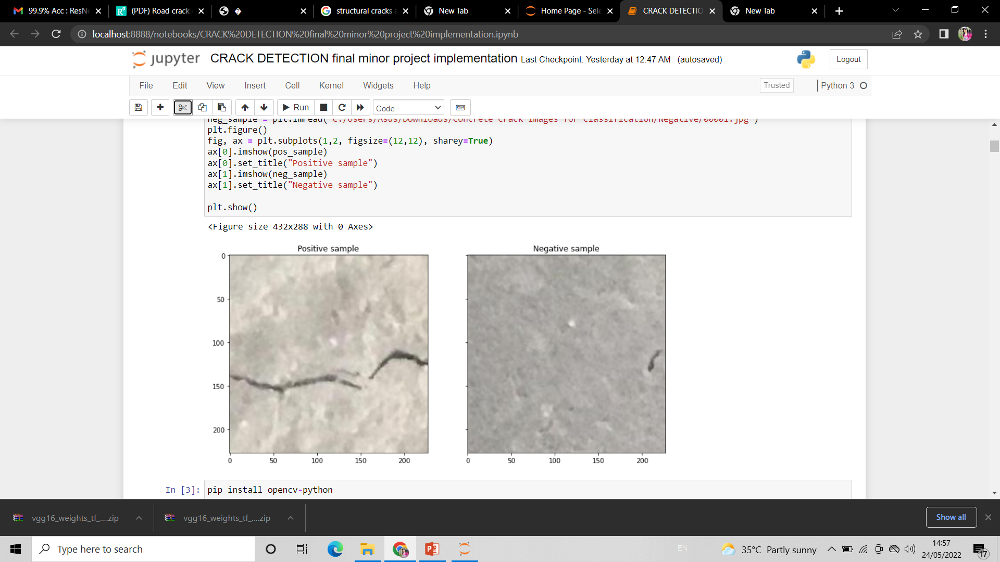 99.9% Acc : ResNe
(PDF) Road crack
structural cracks a
New Tab
Home Page - Sele
CRACK DETECTIO
New Tab
localhost:8888/notebooks/CRACK%20DETECTION%20final%20minor%20project%20implementation.ipynb
jupyter CRACK DETECTION final minor project implementation Last Checkpoint: Yesterday at 12:47 AM (autosaved)
Logout
File Edit View Insert Cell Kernel Widgets Help
Trusted
Python 3
Run
Code
neg_sample = plt.imread("C:/Users/Asus/Downloads/Concrete Crack Images for Classification/Negative/00001.jpg")
plt.figure()
fig, ax = plt.subplots(1,2, figsize=(12,12), sharey=True)
ax[0].imshow(pos_sample)
ax[0].set_title("Positive sample")
ax[1].imshow(neg_sample)
ax[1].set_title("Negative sample")
plt.show()
<Figure size 432x288 with 0 Axes>
Positive sample
Negative sample
0
50
100
150
200
0 50 100 150 200
0 50 100 150 200
In [3]: pip install opencv-python
vgg16_weights_tf_....zip
vgg16_weights_tf_....zip
Show all
Type here to search
EN
35°C Partly sunny
14:57
24/05/2022
17